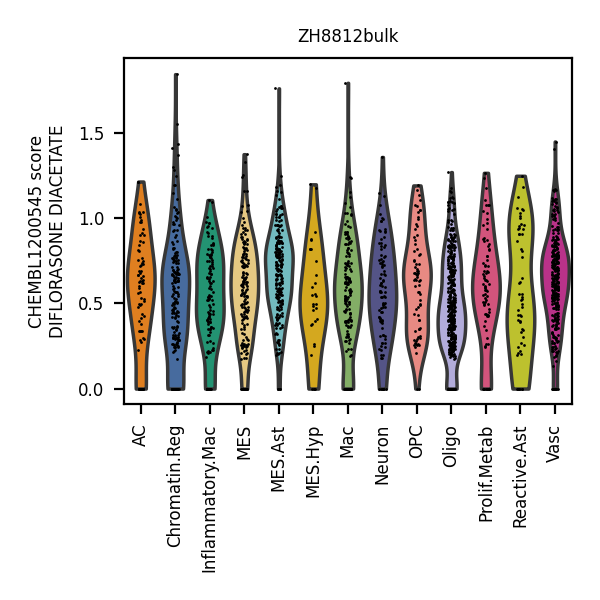 ZH8812bulk
CHEMBL1200545 score
DIFLORASONE DIACETATE
1.5
1.0
0.5
0.0
AC
Chromatin.Reg
Inflammatory.Mac
MES
MES.Ast
MES.Hyp
Mac
Neuron
OPC
Oligo
Prolif.Metab
Reactive.Ast
Vasc